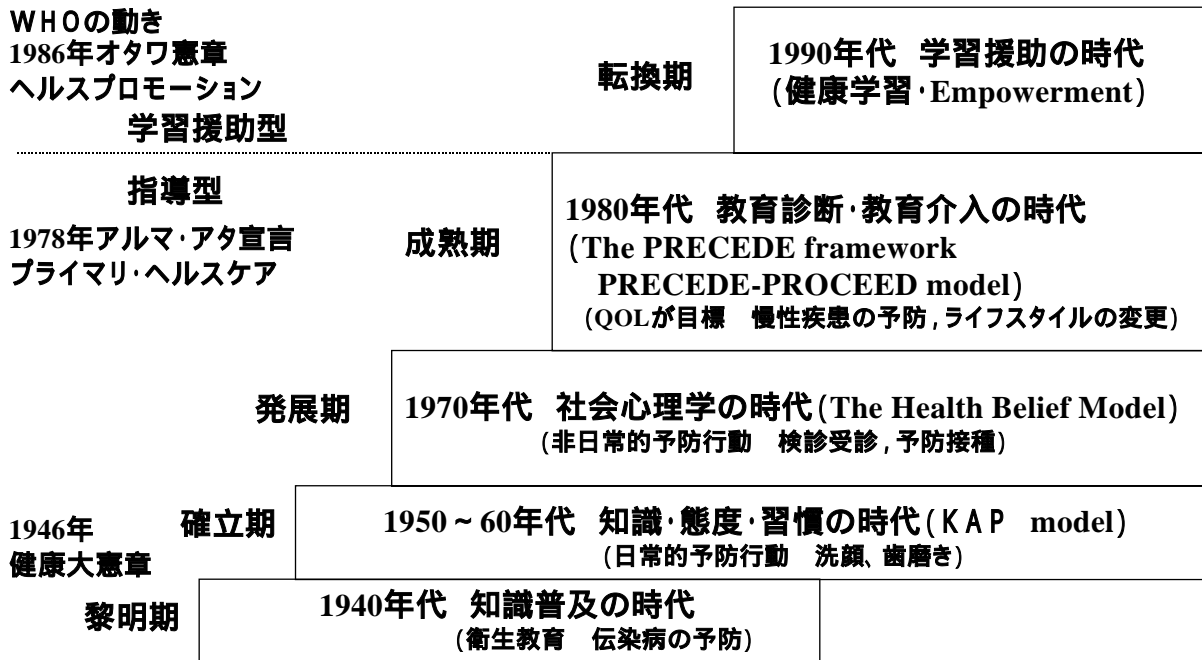 WHOの動き
1986年オタワ憲章
ヘルスプロモーション
学習援助型
転換期
1990年代 学習援助の時代
(健康学習・Empowerment)
指導型
1978年アルマ・アタ宣言
プライマリ・ヘルスケア
成熟期
1980年代 教育診断・教育介入の時代
(The PRECEDE framework
PRECEDE-PROCEED model)
(QOLが目標 慢性疾患の予防,ライフスタイルの変更)
発展期
1970年代 社会心理学の時代(The Health Belief Model)
(非日常的予防行動 検診受診,予防接種)
1946年
健康大憲章
確立期
1950~60年代 知識・態度・習慣の時代(KAP model)
(日常的予防行動 洗顔、歯磨き)
黎明期
1940年代 知識普及の時代
(衛生教育 伝染病の予防)